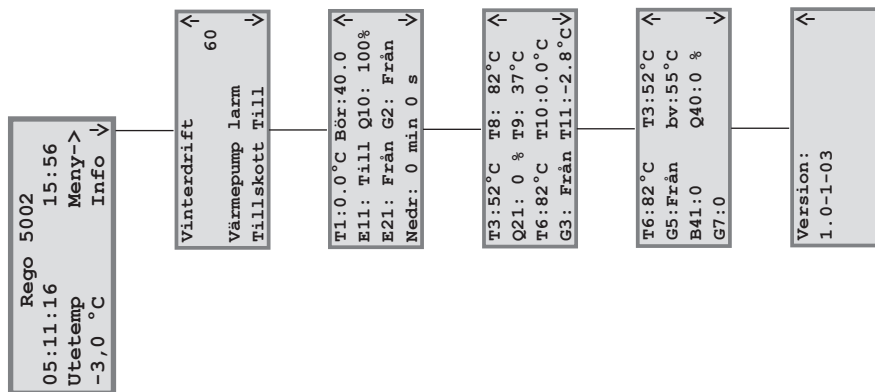 Rego 5002
05:11:16 15:56
Utetemp Meny->
-3,0 °C Info ->
Vinterdrift <-
60
Värmepump larm
Tillskott Till ->
T1:0.0°C Bör:40.0 <-
E11: Till Q10: 100%
E21: Från G2: Från
Nedr: 0 min 0 s ->
T3:52°C T8: 82°C <-
Q21: 0 % T9: 37°C
T6:82°C T10:0.0°C
G3: Från T11:-2.8°C ->
T6:82°C T3:52°C <-
G5:Från bv:55°C
B41:0 Q40:0 %
G7:0 ->
Version: <-
1.0-1-03